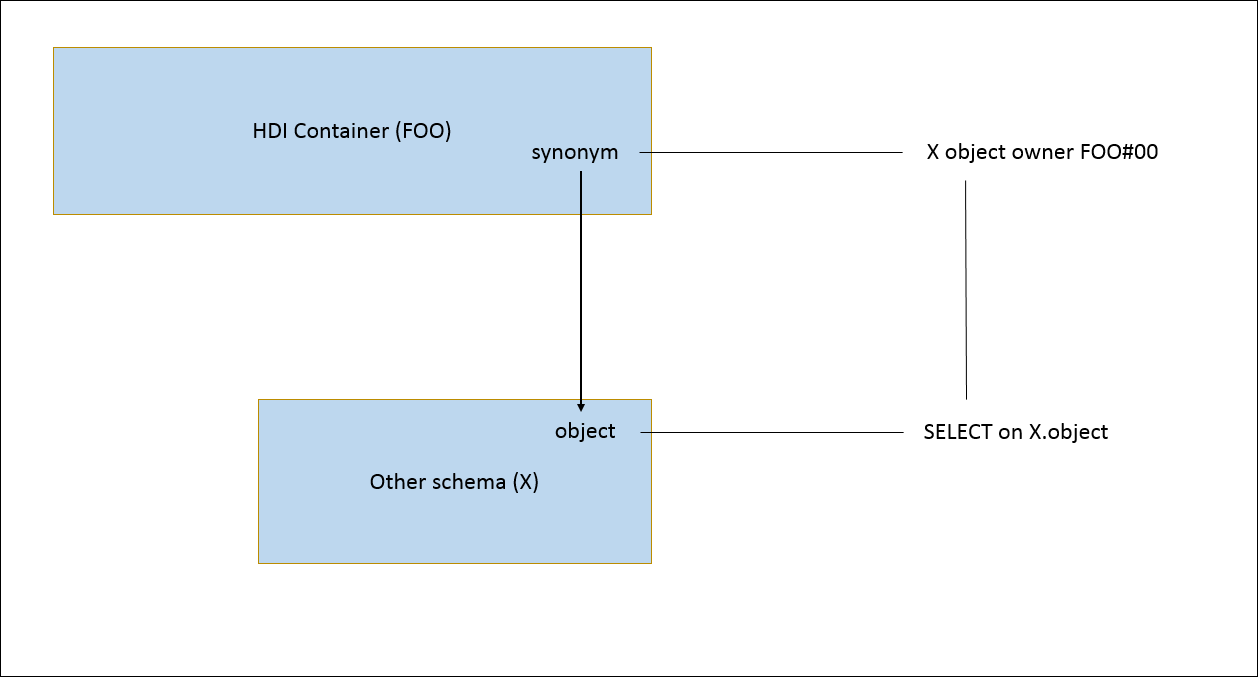 HDI Container (FOO)
synonym
X object owner FOO#00
object
SELECT on X.object
Other schema (X)